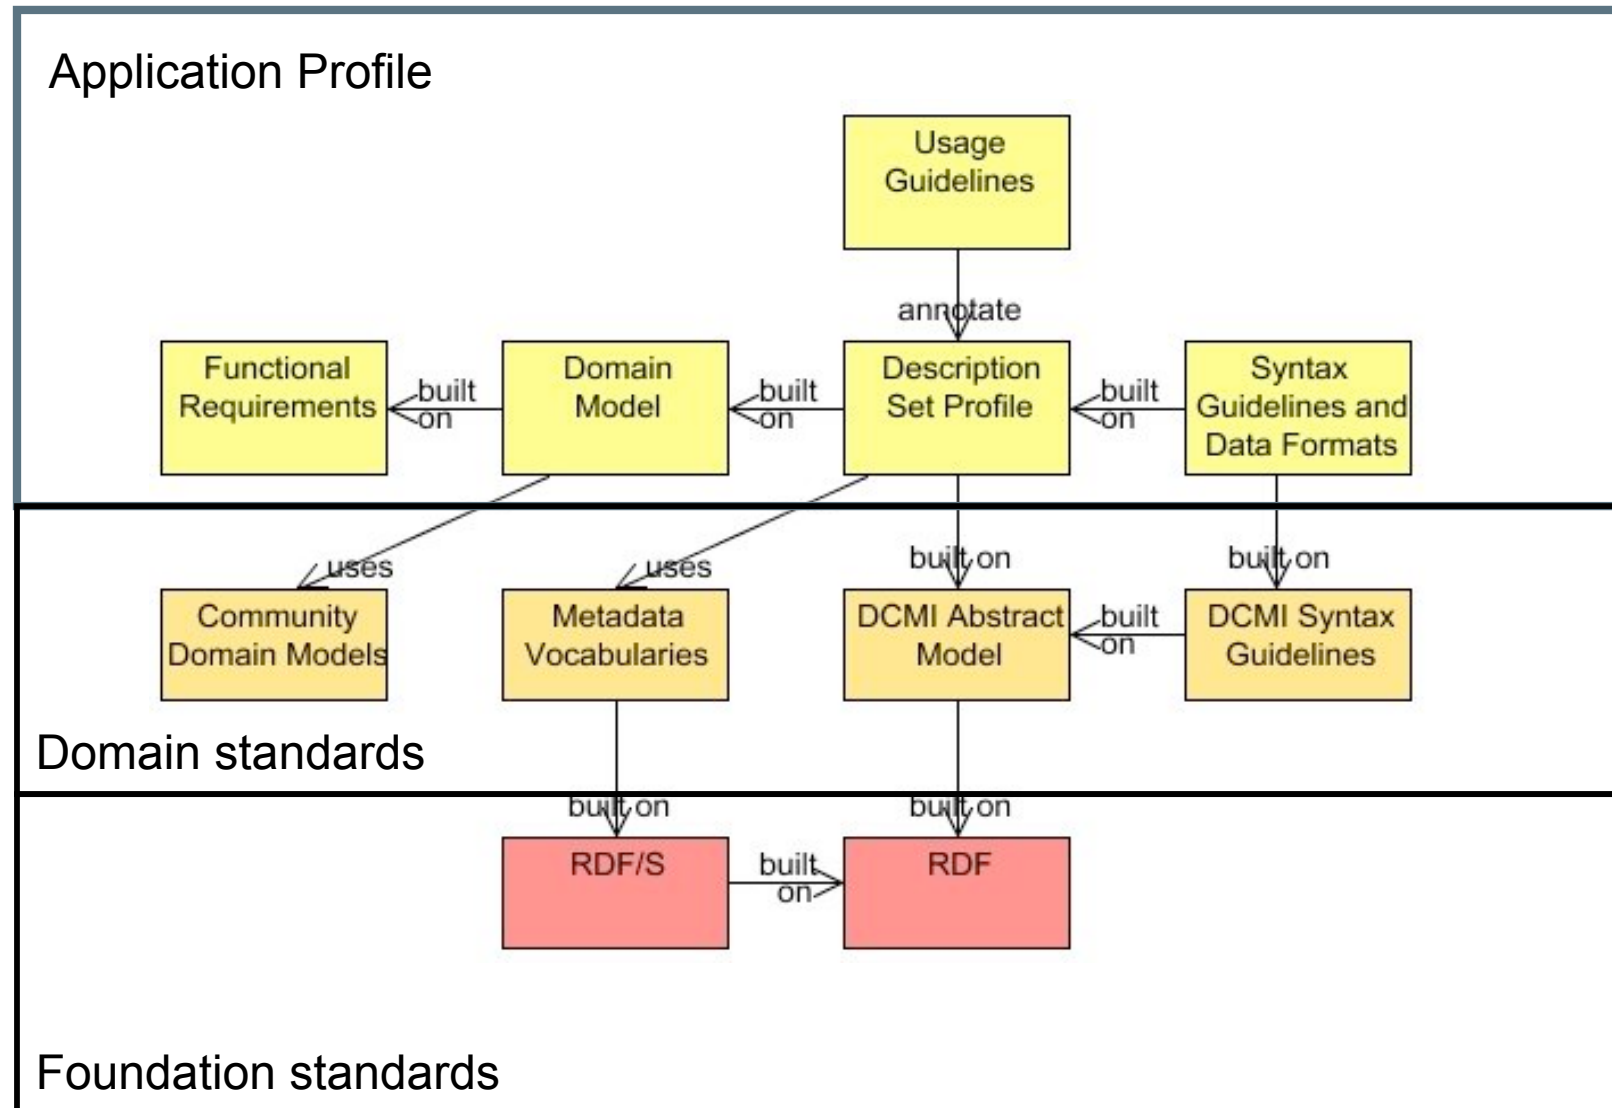 Application Profile
Usage
Guidelines
annotate
Functional
Requirements
built
on
Domain
Model
built
on
Description
Set Profile
built
on
Syntax
Guidelines and
Data Formats
uses
uses
built on
built on
Community
Domain Models
Metadata
Vocabularies
DCMI Abstract
Model
built
on
DCMI Syntax
Guidelines
Domain standards
built on
built on
RDF/S
built
on
RDF
Foundation standards